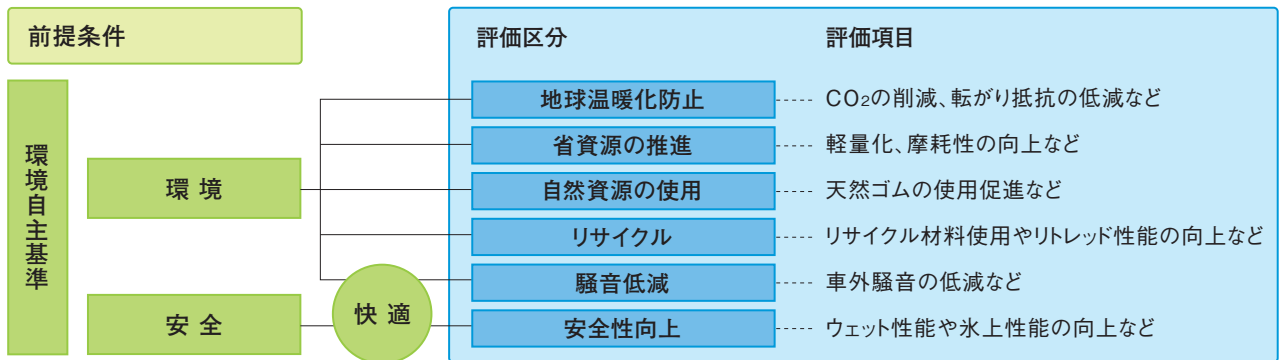 前提条件
評価区分
評価項目
環境自主基準
環 境
安 全
快 適
地球温暖化防止
CO₂の削減、転がり抵抗の低減など
省資源の推進
軽量化、摩耗性の向上など
自然資源の使用
天然ゴムの使用促進など
リサイクル
リサイクル材料使用やリトレッド性能の向上など
騒音低減
車外騒音の低減など
安全性向上
ウェット性能や氷上性能の向上など